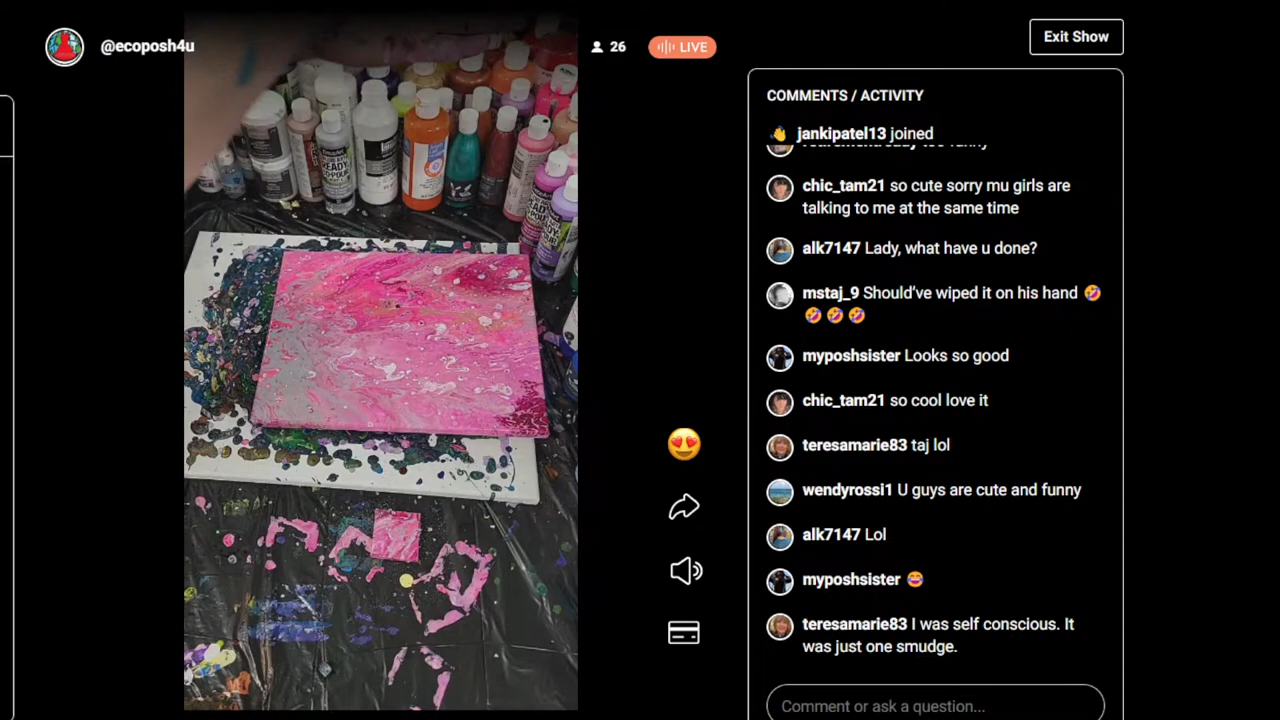 @ecoposh4u
26
LIVE
Exit Show
COMMENTS / ACTIVITY
jankipatel13 joined
chic_tam21 so cute sorry mu girls are
talking to me at the same time
alk7147 Lady, what have u done?
mstaj_9 Should've wiped it on his hand 🤣
🤣 🤣 🤣
myposhsister Looks so good
chic_tam21 so cool love it
teresamarie83 taj lol
wendyrossi1 U guys are cute and funny
alk7147 Lol
myposhsister 😂
teresamarie83 I was self conscious. It
was just one smudge.
Comment or ask a question...
READY
POUR